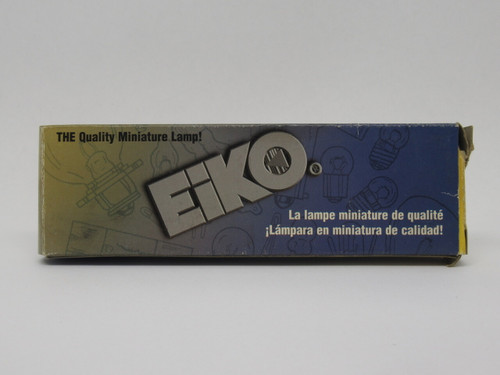 THE Quality Miniature Lamp!
EiKO
La lampe miniature de qualité
¡Lámpara en miniatura de calidad!